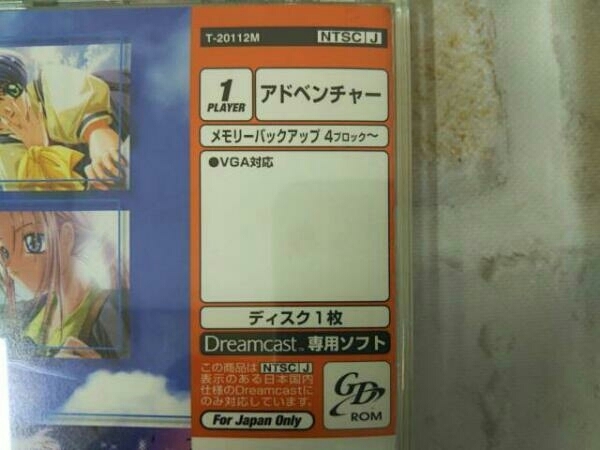 T-20112M NTSC J
1
PLAYER
アドベンチャー
メモリーバックアップ 4ブロック〜
●VGA対応
ディスク1枚
Dreamcast™ 専用ソフト
この商品は NTSC J
表示のある日本国内
仕様のDreamcastに
のみ対応しています。
For Japan Only
GD
ROM